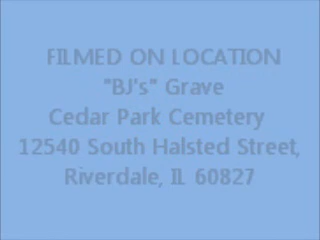 FILMED ON LOCATION
"BJ's" Grave
Cedar Park Cemetery
12540 South Halsted Street,
Riverdale, IL 60827